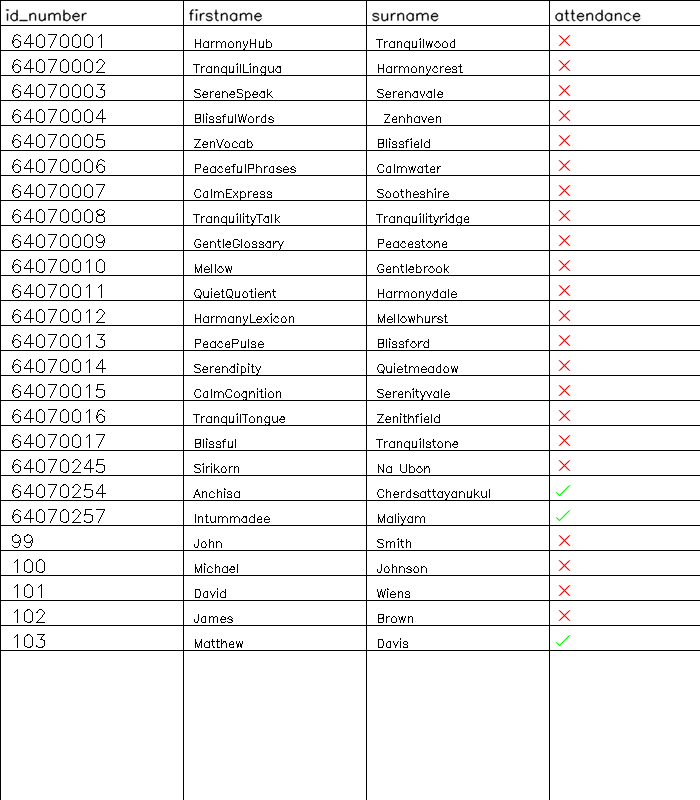 id_number firstname surname attendance
64070001 HarmonyHub Tranquilwood ×
64070002 TranquilLingua Harmonycrest ×
64070003 SereneSpeak Serenavale ×
64070004 BlissfulWords Zenhaven ×
64070005 ZenVocab Blissfield ×
64070006 PeacefulPhrases Calmwater ×
64070007 CalmExpress Sootheshire ×
64070008 TranquilityTalk Tranquilityridge ×
64070009 GentleGlossary Peacestone ×
64070010 Mellow Gentlebrook ×
64070011 QuietQuotient Harmonydale ×
64070012 HarmanyLexicon Mellowhurst ×
64070013 PeacePulse Blissford ×
64070014 Serendipity Quietmeadow ×
64070015 CalmCognition Serenityvale ×
64070016 TranquilTongue Zenithfield ×
64070017 Blissful Tranquilstone ×
64070245 Sirikorn Na Ubon ×
64070254 Anchisa Cherdsattayanukul ✓
64070257 Intummadee Maliyam ✓
99 John Smith ×
100 Michael Johnson ×
101 David Wiens ×
102 James Brown ×
103 Matthew Davis ✓